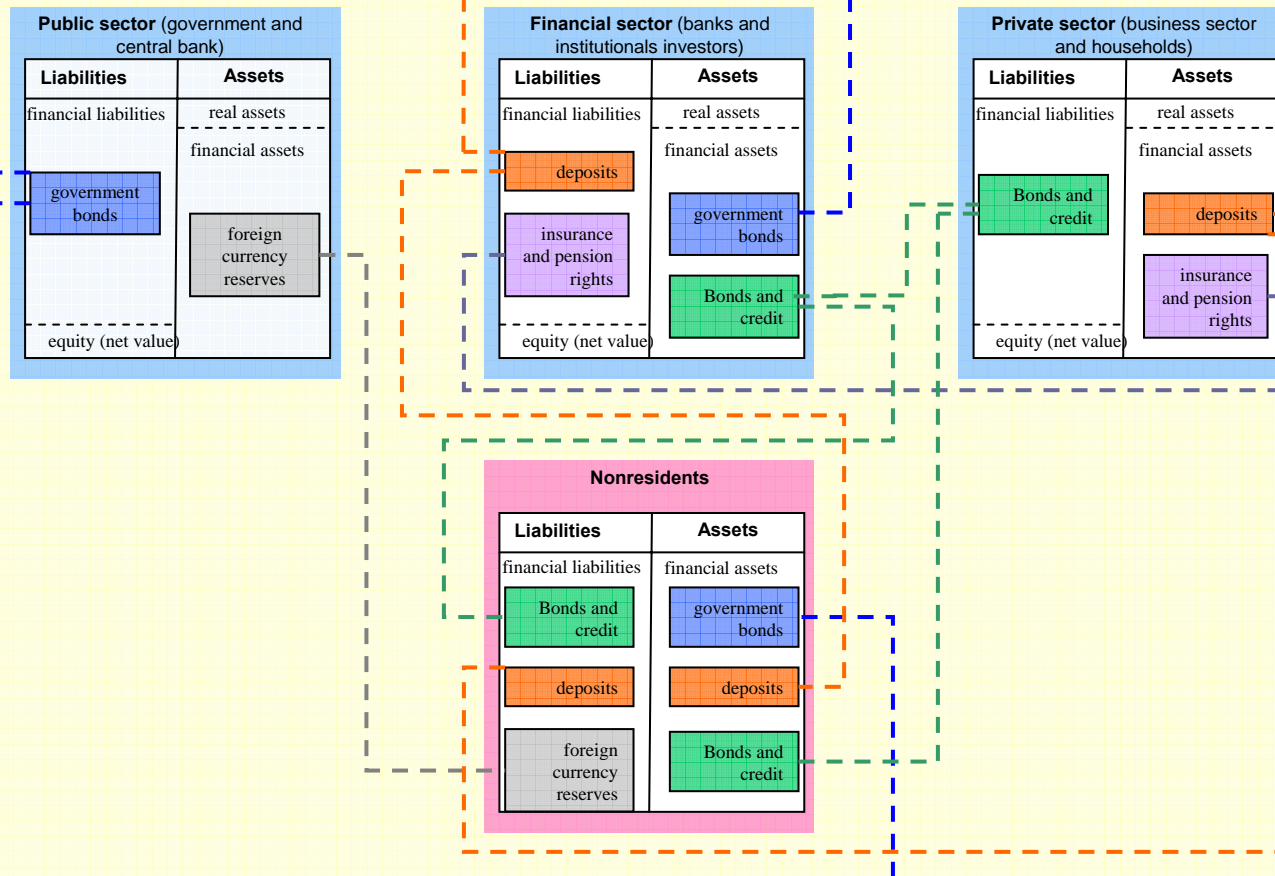 Public sector (government and
central bank)
Liabilities
Assets
financial liabilities
real assets
financial assets
government
bonds
foreign
currency
reserves
equity (net value)
Financial sector (banks and
institutionals investors)
Liabilities
Assets
financial liabilities
real assets
financial assets
deposits
government
bonds
insurance
and pension
rights
Bonds and
credit
equity (net value)
Private sector (business sector
and households)
Liabilities
Assets
financial liabilities
real assets
financial assets
Bonds and
credit
deposits
insurance
and pension
rights
equity (net value)
Nonresidents
Liabilities
Assets
financial liabilities
financial assets
Bonds and
credit
government
bonds
deposits
deposits
foreign
currency
reserves
Bonds and
credit